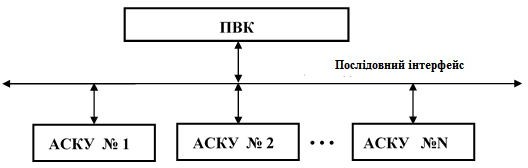 ПВК
Послідовний інтерфейс
АСКУ № 1
АСКУ № 2
• • •
АСКУ №N